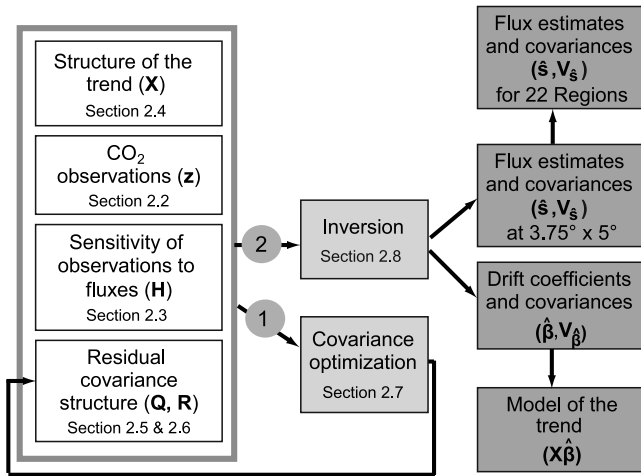 Structure of the
trend (X)
Section 2.4
CO₂
observations (z)
Section 2.2
Sensitivity of
observations to
fluxes (H)
Section 2.3
Residual
covariance
structure (Q, R)
Section 2.5 & 2.6
2
1
Inversion
Section 2.8
Covariance
optimization
Section 2.7
Flux estimates
and covariances
(ŝ,V_ŝ)
for 22 Regions
Flux estimates
and covariances
(ŝ,V_ŝ)
at 3.75° x 5°
Drift coefficients
and covariances
(β̂,V_β̂)
Model of the
trend
(Xβ̂)